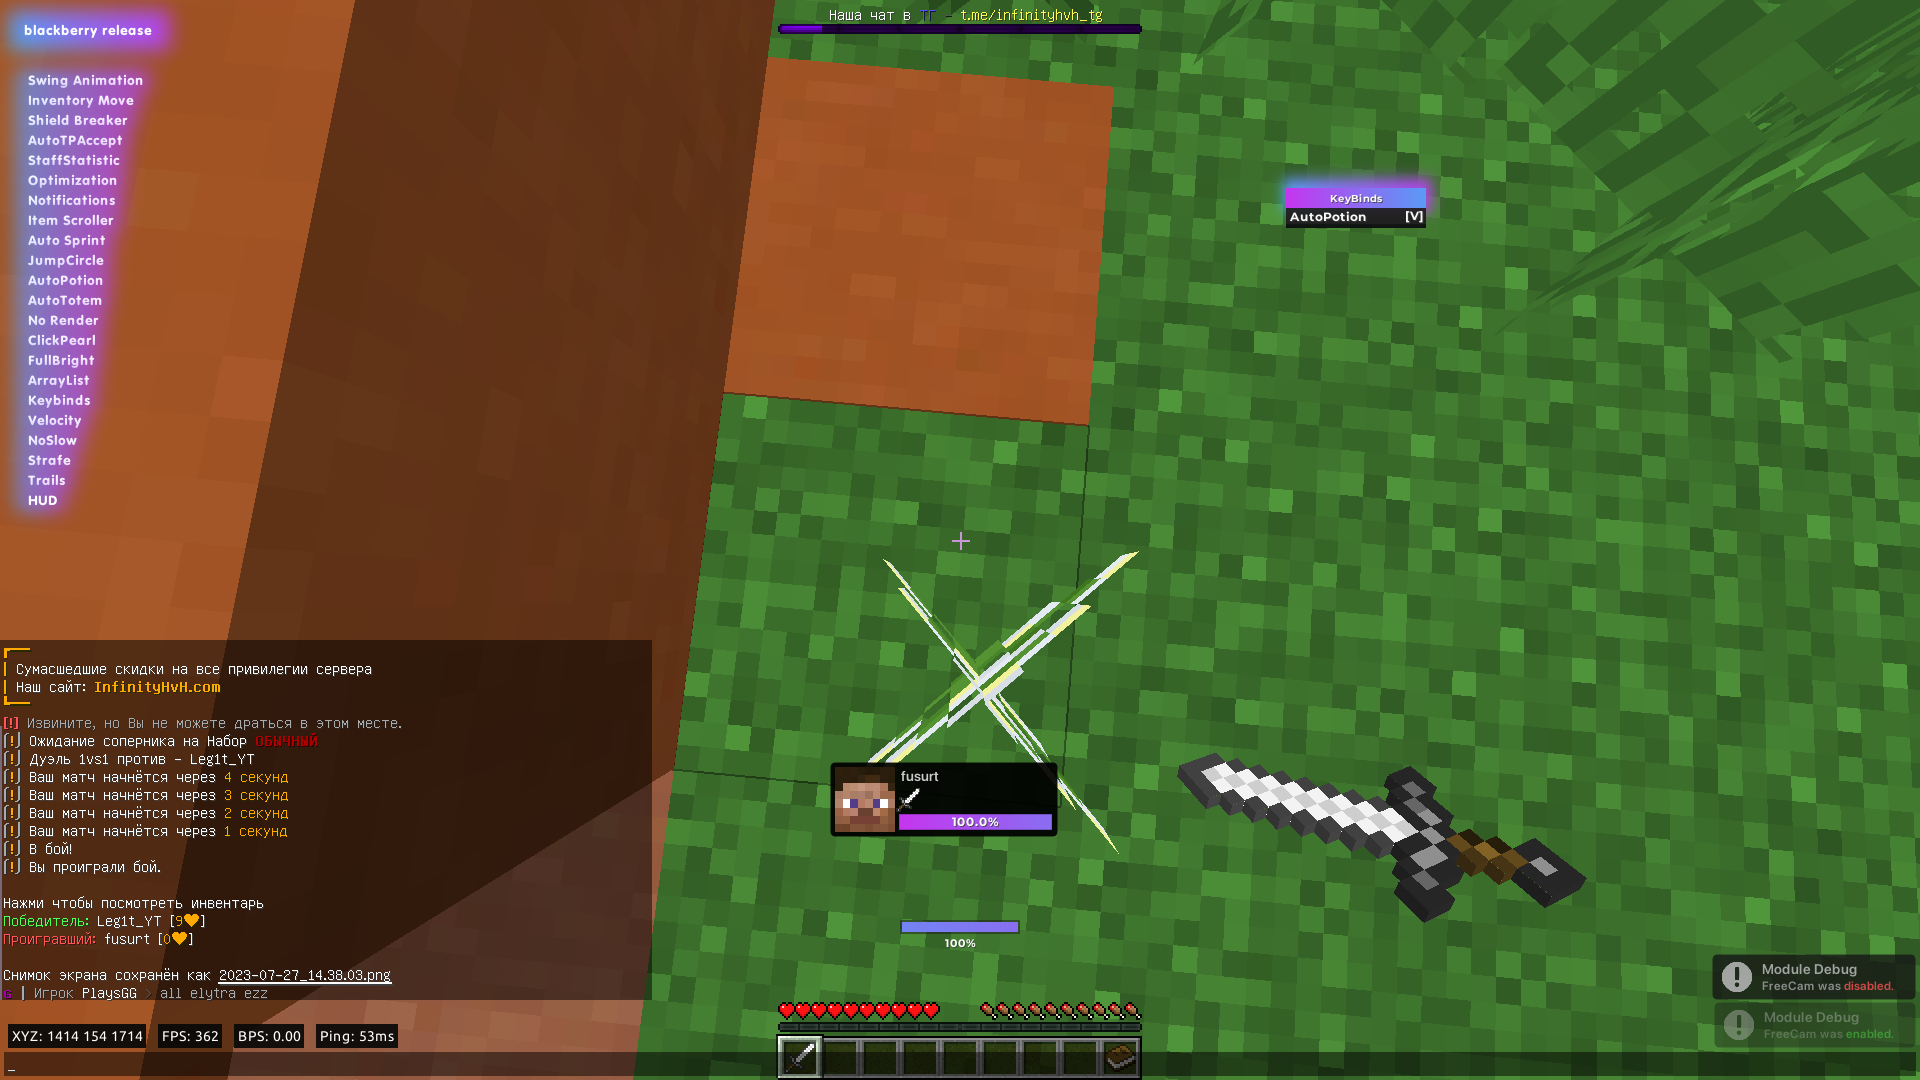 Наша чат в ТГ - t.me/infinityhvh_tg
blackberry release
Swing Animation
Inventory Move
Shield Breaker
AutoTPAccept
StaffStatistic
Optimization
Notifications
Item Scroller
Auto Sprint
JumpCircle
AutoPotion
AutoTotem
No Render
ClickPearl
FullBright
ArrayList
Keybinds
Velocity
NoSlow
Strafe
Trails
HUD
KeyBinds
AutoPotion [V]
Сумасшедшие скидки на все привилегии сервера
Наш сайт: InfinityHvH.com
[!] Извините, но Вы не можете драться в этом месте.
[!] Ожидание соперника на Набор ОБЫЧНЫЙ
[!] Дуэль 1vs1 против - Leg1t_YT
[!] Ваш матч начнётся через 4 секунд
[!] Ваш матч начнётся через 3 секунд
[!] Ваш матч начнётся через 2 секунд
[!] Ваш матч начнётся через 1 секунд
[!] В бой!
[!] Вы проиграли бой.
Нажми чтобы посмотреть инвентарь
Победитель: Leg1t_YT [9🧡]
Проигравший: fusurt [0🧡]
Снимок экрана сохранён как 2023-07-27_14.38.03.png
G | Игрок PlaysGG > all elytra ezz
fusurt
100.0%
100%
XYZ: 1414 154 1714 FPS: 362 BPS: 0.00 Ping: 53ms
_
Module Debug
FreeCam was disabled.
Module Debug
FreeCam was enabled.